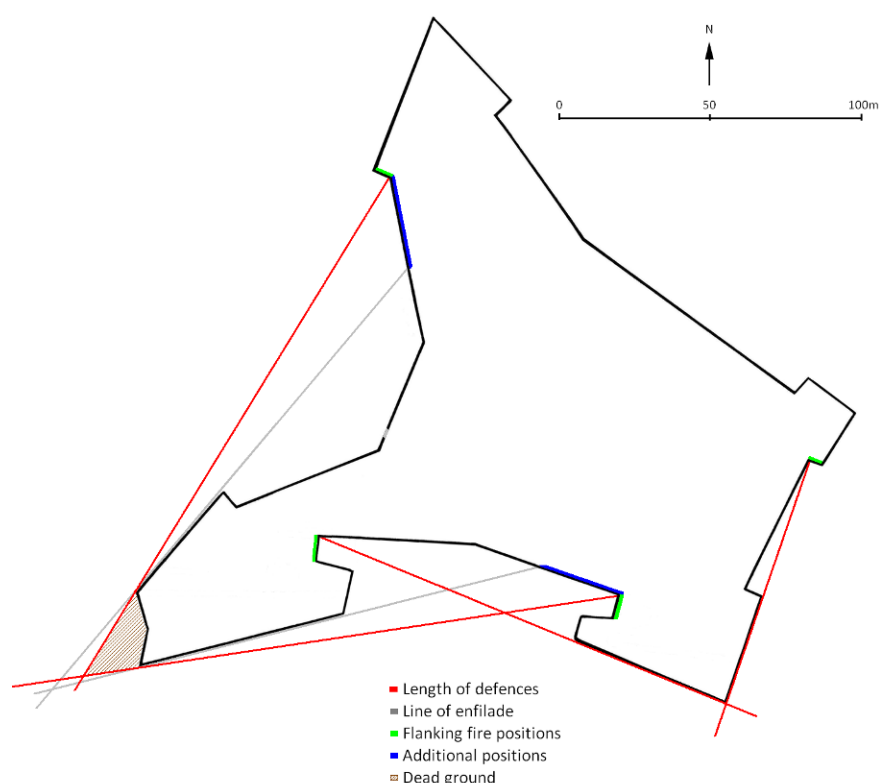 N
0 50 100m
Length of defences
Line of enfilade
Flanking fire positions
Additional positions
Dead ground